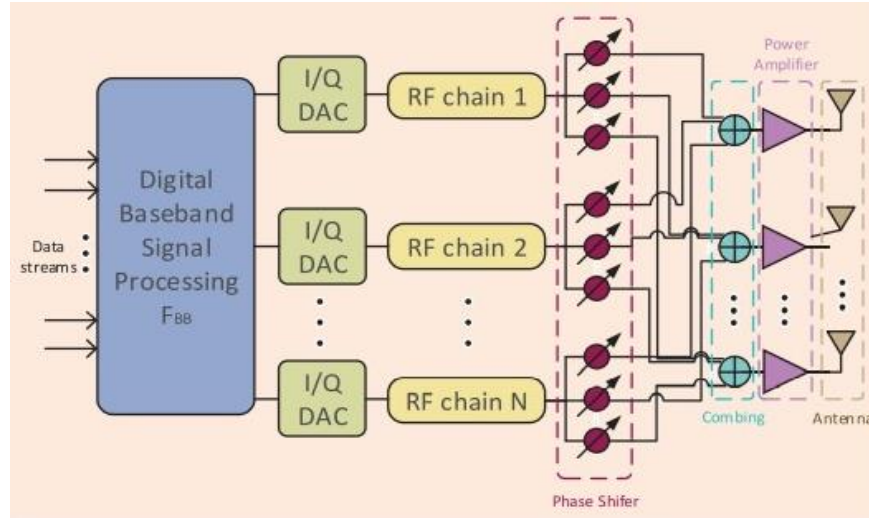 Power
Amplifier
I/Q
DAC
RF chain 1
Digital
Baseband
Signal
Processing
FBB
Data
streams
I/Q
DAC
RF chain 2
I/Q
DAC
RF chain N
Combing
Antenna
Phase Shifer